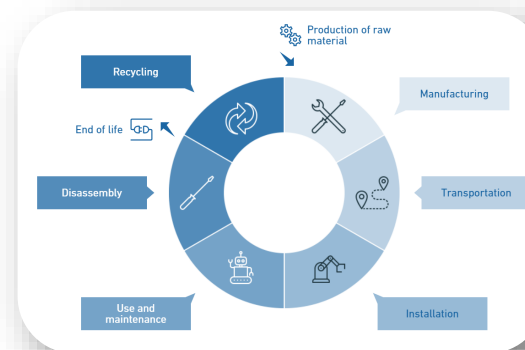 Production of raw
material
Recycling
Manufacturing
End of life
Disassembly
Transportation
Use and
maintenance
Installation